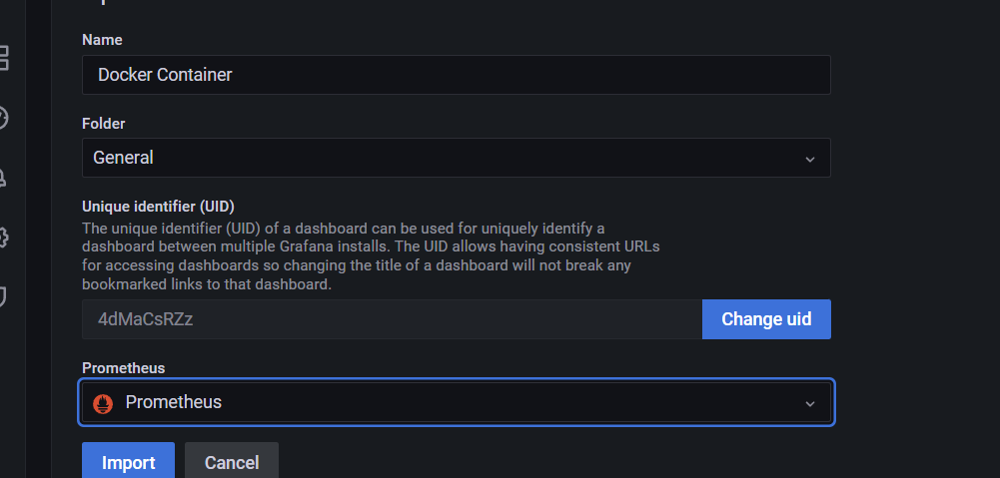 Name
Docker Container
Folder
General
Unique identifier (UID)
The unique identifier (UID) of a dashboard can be used for uniquely identify a
dashboard between multiple Grafana installs. The UID allows having consistent URLs
for accessing dashboards so changing the title of a dashboard will not break any
bookmarked links to that dashboard.
4dMaCsRZz
Change uid
Prometheus
Prometheus
Import
Cancel